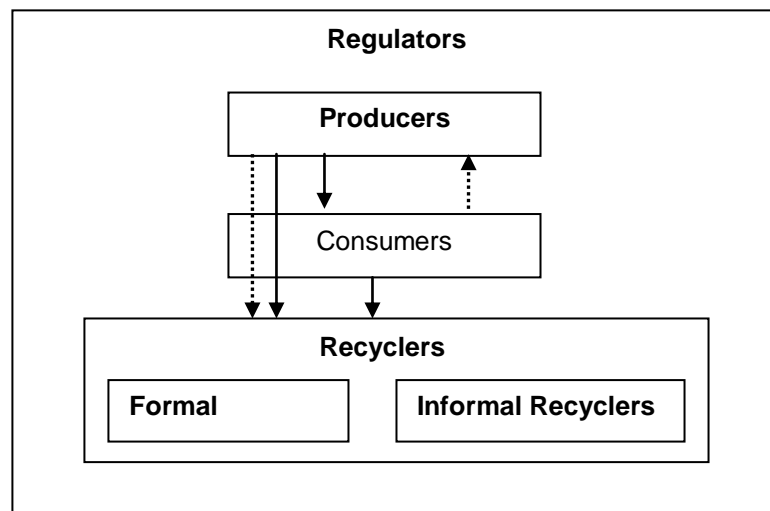 Regulators
Producers
Consumers
Recyclers
Formal
Informal Recyclers